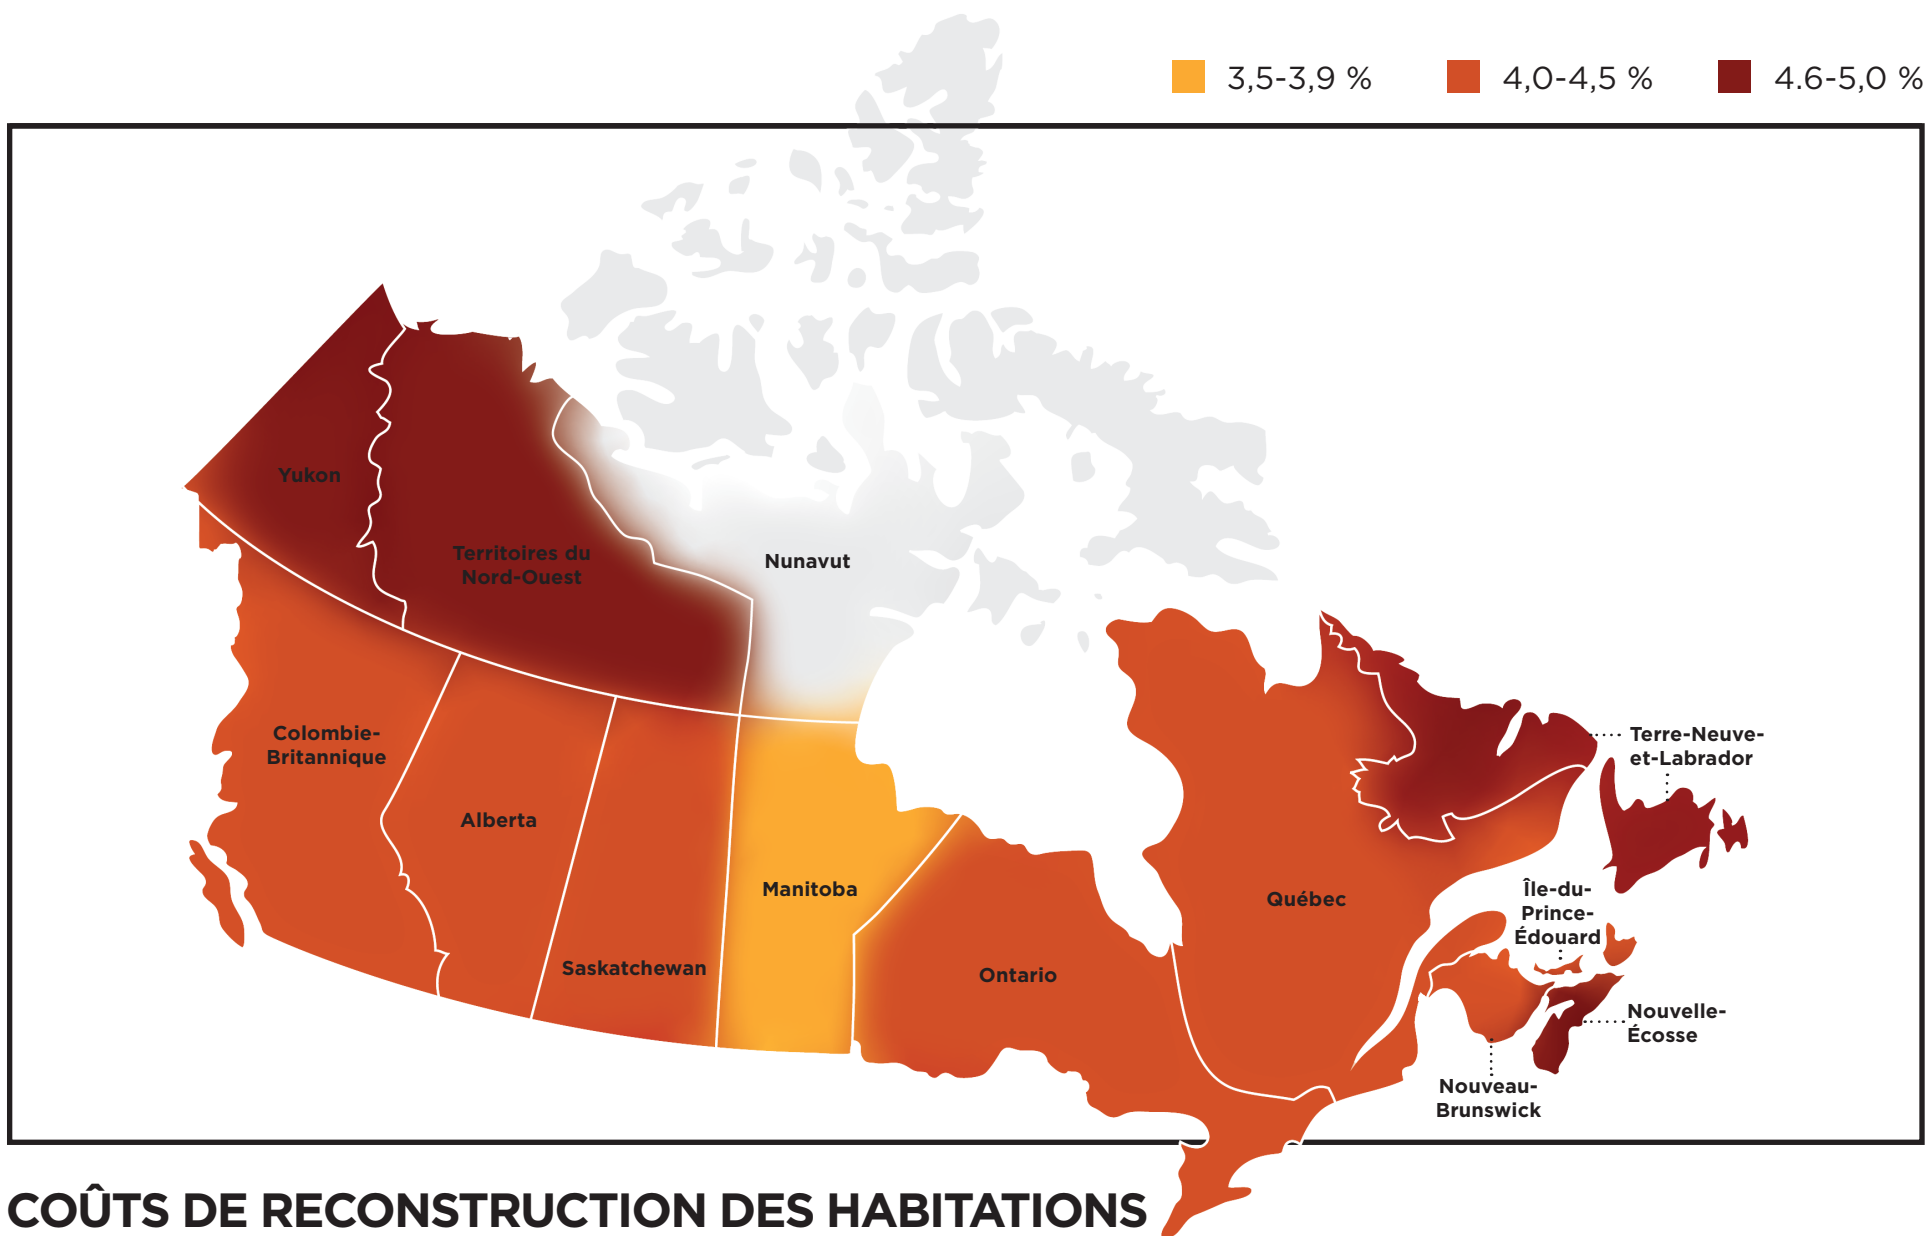 3,5-3,9 %
4,0-4,5 %
4.6-5,0 %
Yukon
Territoires du
Nord-Ouest
Nunavut
Colombie-
Britannique
Alberta
Saskatchewan
Manitoba
Ontario
Québec
Terre-Neuve-
et-Labrador
Île-du-
Prince-
Édouard
Nouvelle-
Écosse
Nouveau-
Brunswick
COÛTS DE RECONSTRUCTION DES HABITATIONS